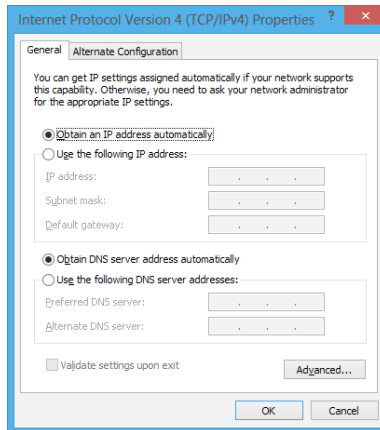 Internet Protocol Version 4 (TCP/IPv4) Properties ? ×
General Alternate Configuration
You can get IP settings assigned automatically if your network supports
this capability. Otherwise, you need to ask your network administrator
for the appropriate IP settings.
Obtain an IP address automatically
Use the following IP address:
IP address: . . .
Subnet mask: . . .
Default gateway: . . .
Obtain DNS server address automatically
Use the following DNS server addresses:
Preferred DNS server: . . .
Alternate DNS server: . . .
Validate settings upon exit
Advanced...
OK Cancel